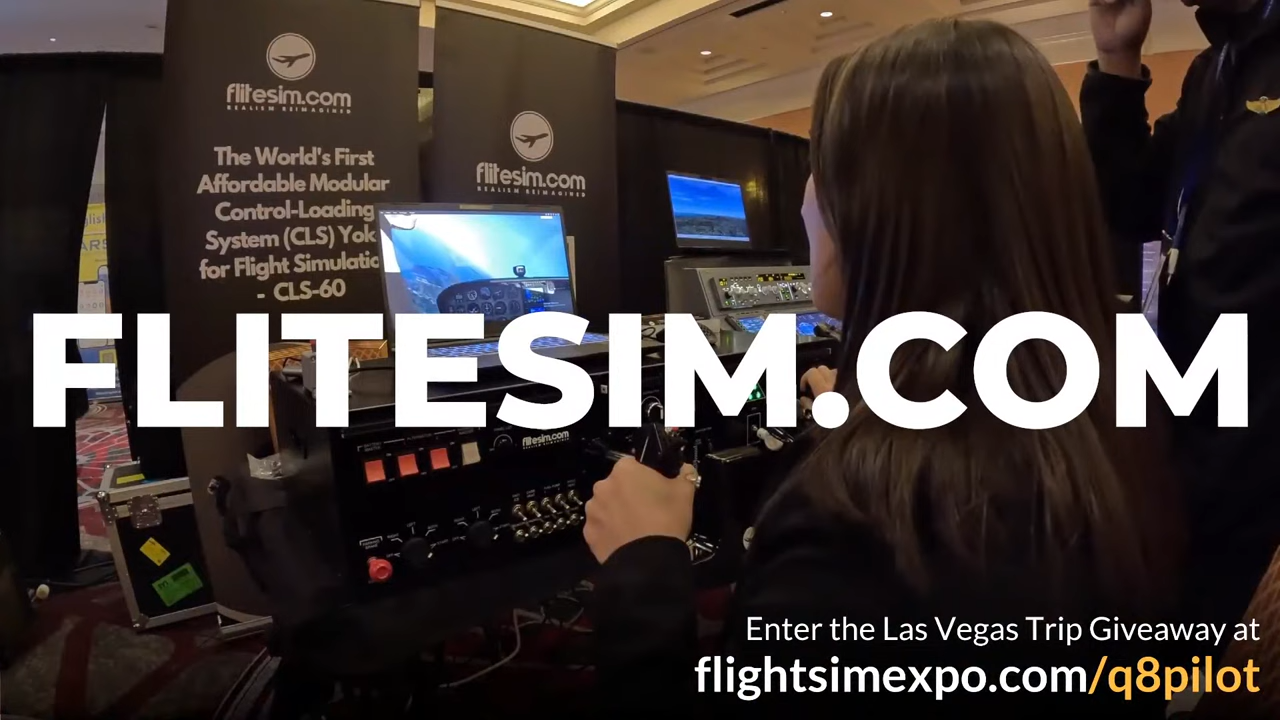 flitesim.com
REALISM REIMAGINED
The World's First
Affordable Modular
Control-Loading
System (CLS) Yok
for Flight Simulatio
- CLS-60
flitesim.com
REALISM REIMAGINED
FLITESIM.COM
flitesim.com
Enter the Las Vegas Trip Giveaway at
flightsimexpo.com/q8pilot